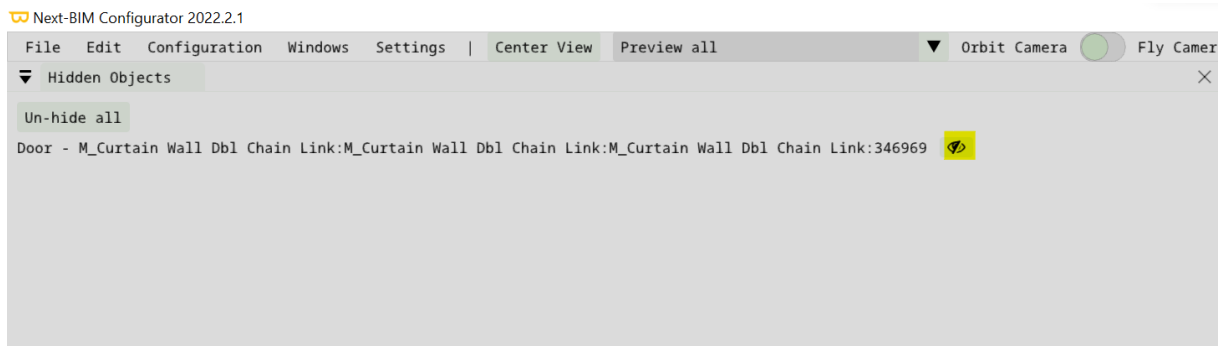 Next-BIM Configurator 2022.2.1
File Edit Configuration Windows Settings | Center View Preview all Orbit Camera Fly Camer
Hidden Objects
Un-hide all
Door - M_Curtain Wall Dbl Chain Link:M_Curtain Wall Dbl Chain Link:M_Curtain Wall Dbl Chain Link:346969